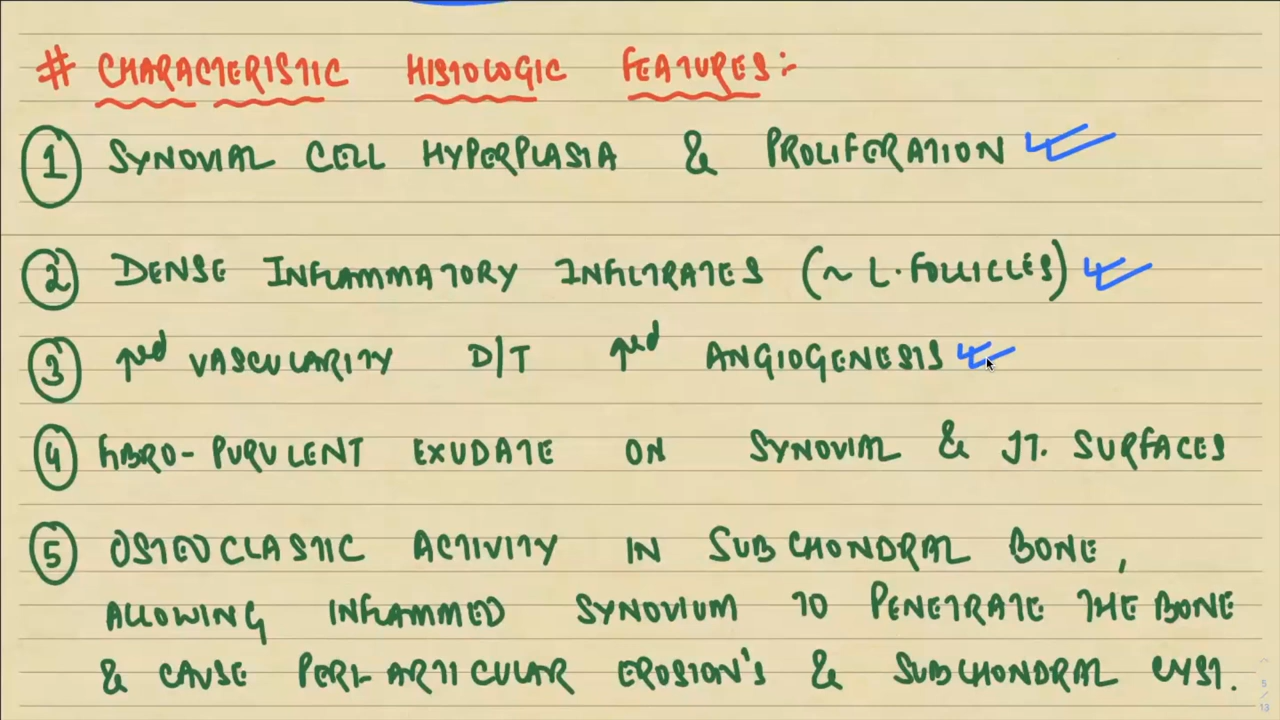 # CHARACTERISTIC HISTOLOGIC FEATURES:-
1 SYNOVIAL CELL HYPERPLASIA & PROLIFERATION
2 DENSE INFLAMMATORY INFILTRATES (~ L. FOLLICLES)
3 ↑ed VASCULARITY D/T ↑ed ANGIOGENESIS
4 FIBRO-PURULENT EXUDATE ON SYNOVIAL & JT. SURFACES
5 OSTEOCLASTIC ACTIVITY IN SUBCHONDRAL BONE,
ALLOWING INFLAMMED SYNOVIUM TO PENETRATE THE BONE
& CAUSE PERI-ARTICULAR EROSION'S & SUBCHONDRAL CYST.
5
/
13